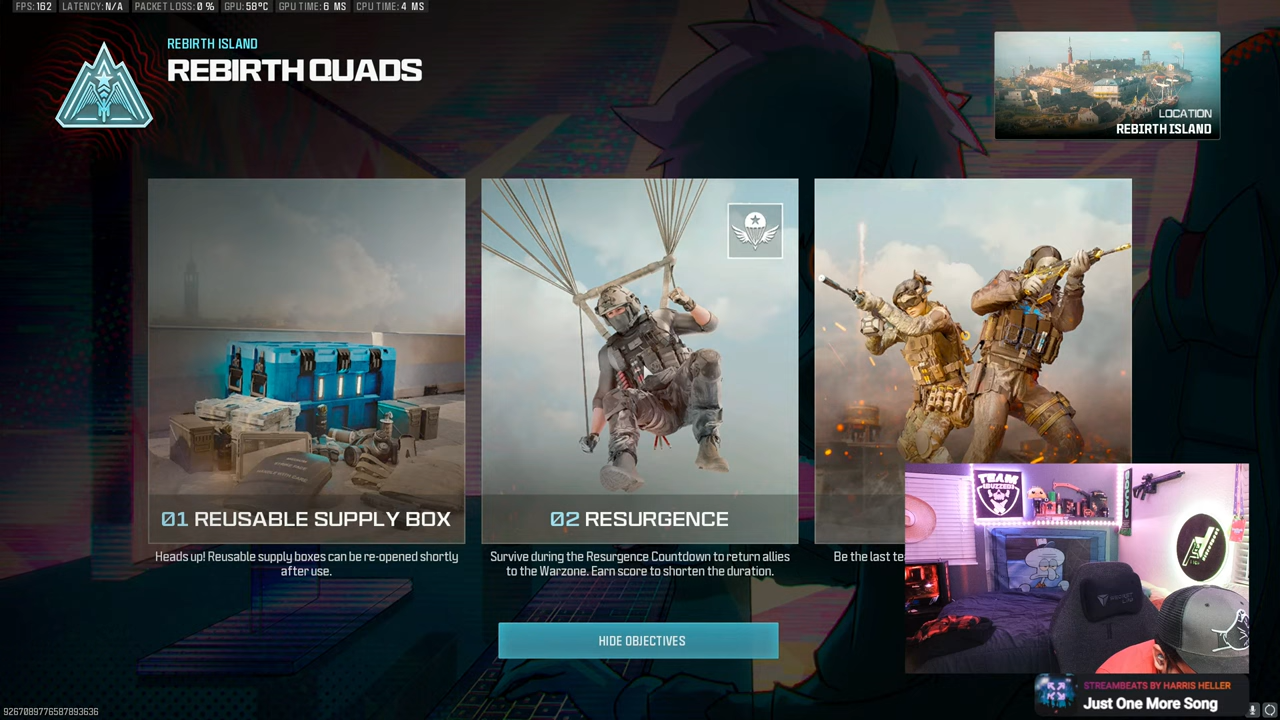 FPS: 162 LATENCY: N/A PACKET LOSS: 0 % GPU: 58°C GPU TIME: 6 MS CPU TIME: 4 MS
REBIRTH ISLAND
REBIRTH QUADS
LOCATION
REBIRTH ISLAND
01 REUSABLE SUPPLY BOX
02 RESURGENCE
Heads up! Reusable supply boxes can be re-opened shortly
after use.
Survive during the Resurgence Countdown to return allies
to the Warzone. Earn score to shorten the duration.
Be the last te
TEAM
HIDE OBJECTIVES
STREAMBEATS BY HARRIS HELLER
Just One More Song
9267089776587893636